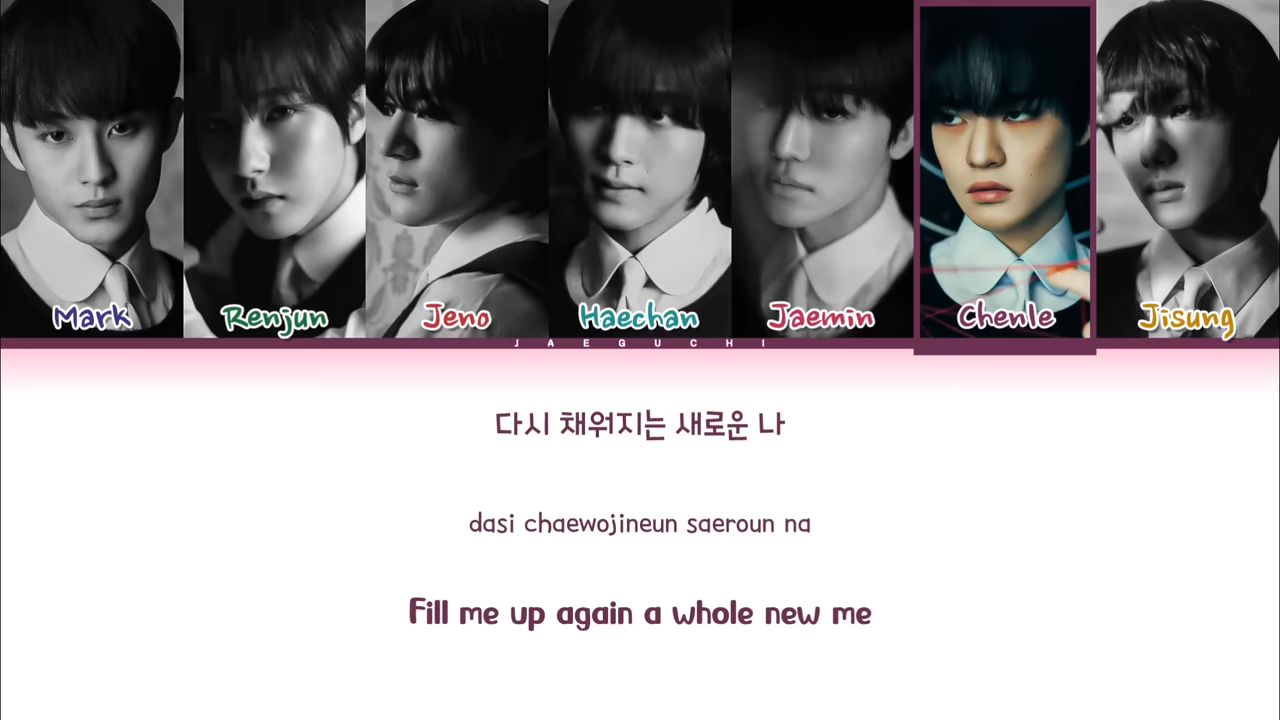 Mark Renjun Jeno Haechan Jaemin Chenle Jisung
JAEGUCHI
다시 채워지는 새로운 나
dasi chaewojineun saeroun na
Fill me up again a whole new me